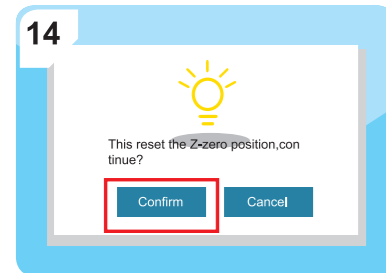 14
This reset the Z-zero position,con
tinue?
Confirm
Cancel